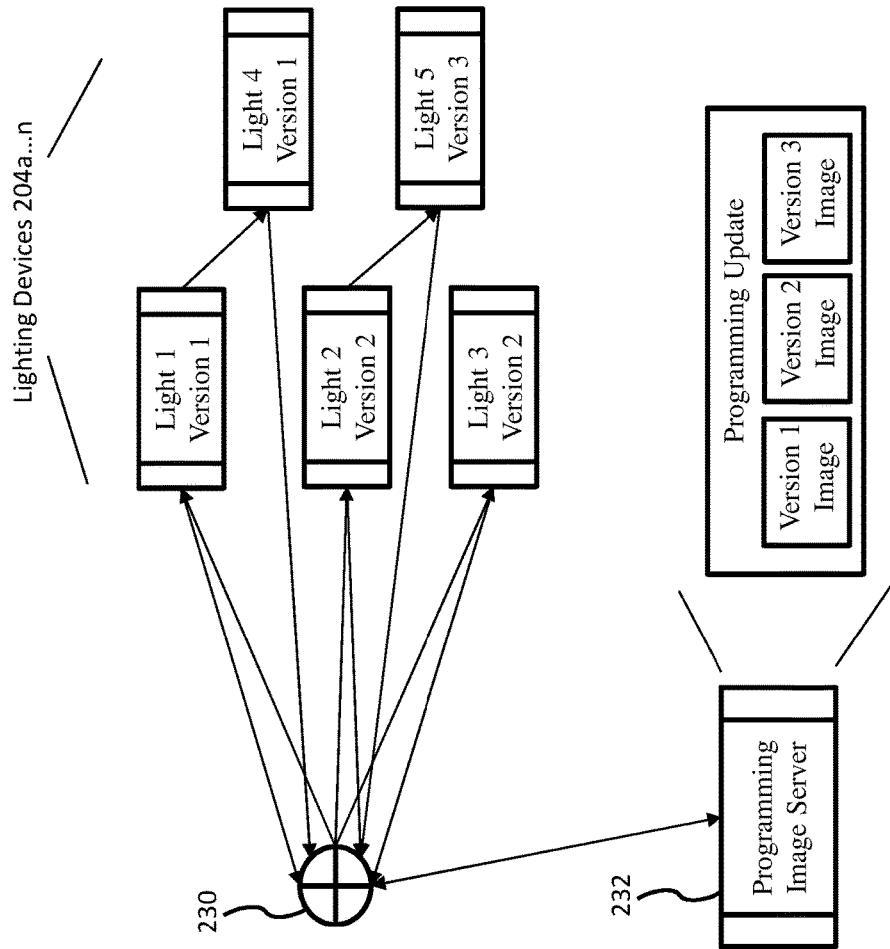 Lighting Devices 204a...n
Light 1
Version 1
Light 4
Version 1
Light 2
Version 2
Light 5
Version 3
Light 3
Version 2
230
232
Programming
Image Server
Programming Update
Version 1
Image
Version 2
Image
Version 3
Image